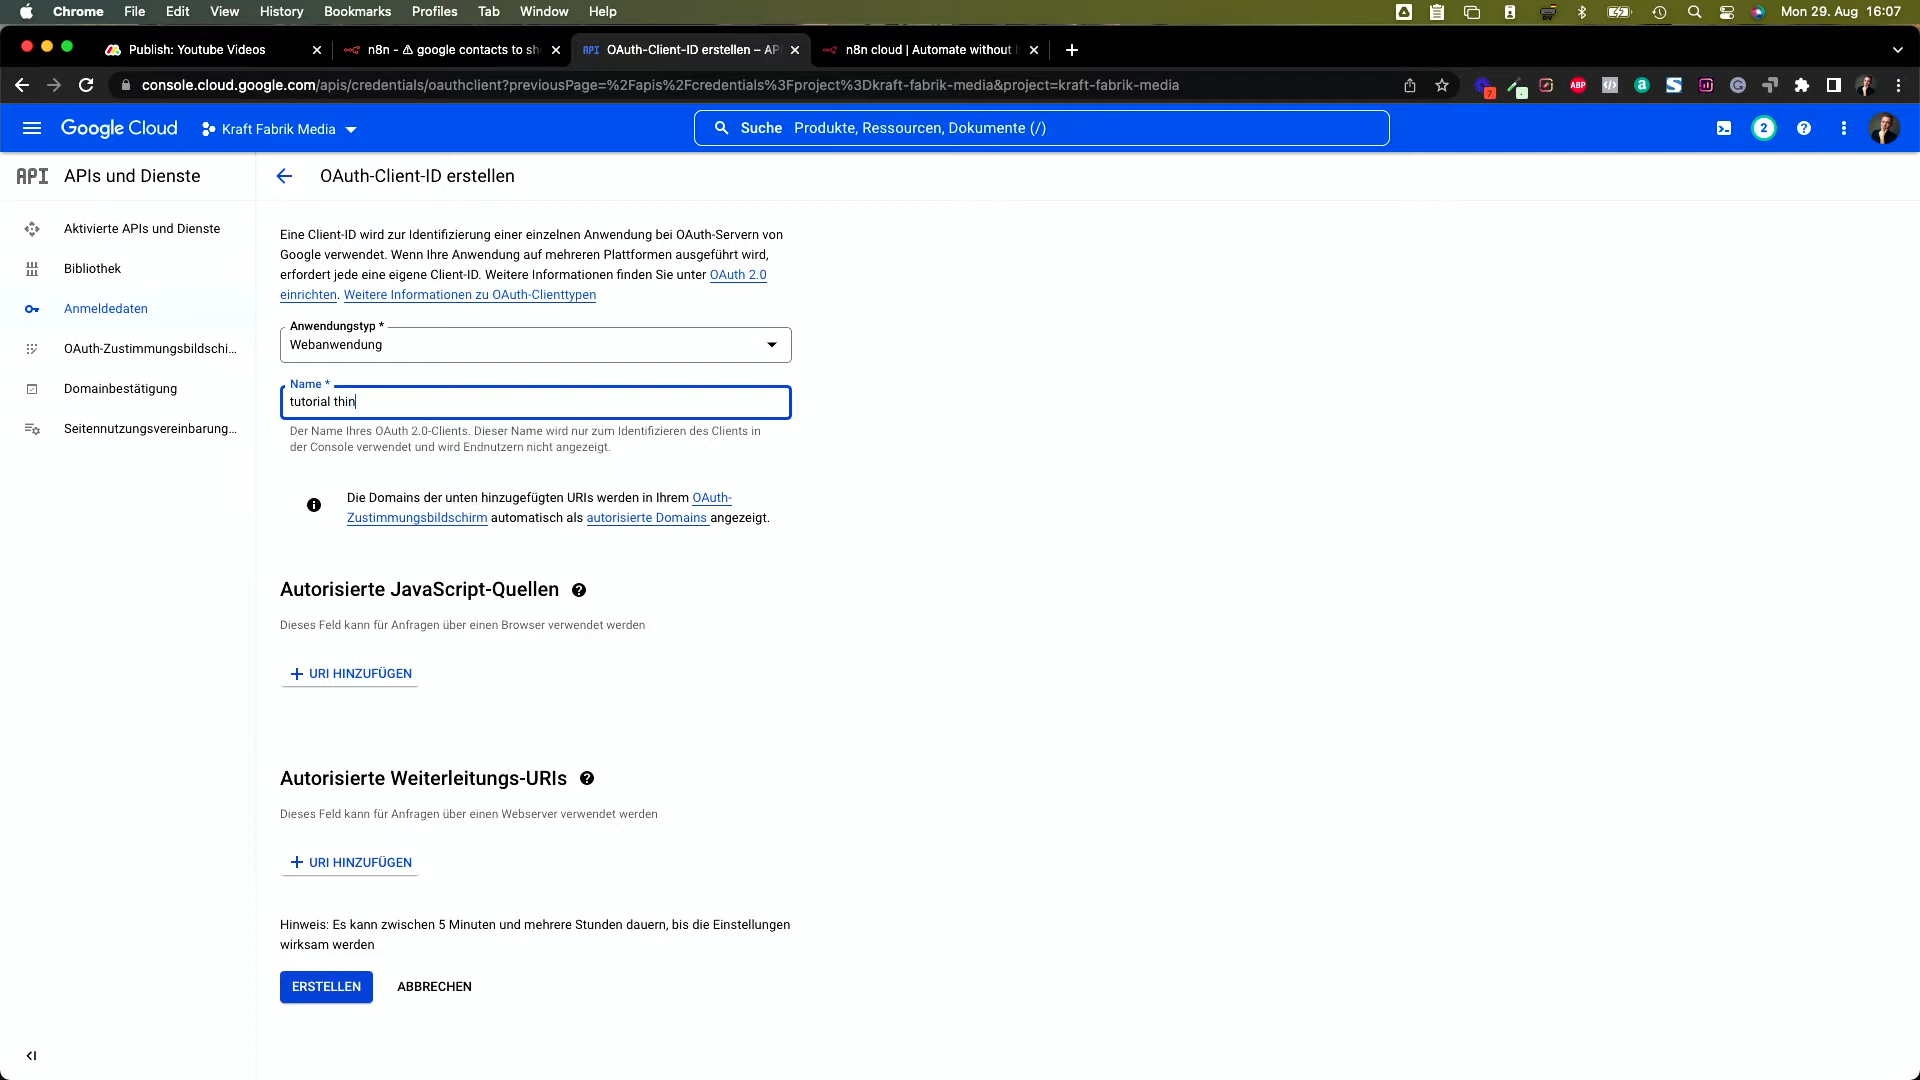 Chrome File Edit View History Bookmarks Profiles Tab Window Help Mon 29. Aug 16:07
Publish: Youtube Videos n8n - ⚠ google contacts to sh API OAuth-Client-ID erstellen – AP n8n cloud | Automate without
console.cloud.google.com/apis/credentials/oauthclient?previousPage=%2Fapis%2Fcredentials%3Fproject%3Dkraft-fabrik-media&project=kraft-fabrik-media
Google Cloud Kraft Fabrik Media Suche Produkte, Ressourcen, Dokumente (/) 2
API APIs und Dienste
OAuth-Client-ID erstellen
Aktivierte APIs und Dienste
Bibliothek
Anmeldedaten
OAuth-Zustimmungsbildschi...
Domainbestätigung
Seitennutzungsvereinbarung...
Eine Client-ID wird zur Identifizierung einer einzelnen Anwendung bei OAuth-Servern von
Google verwendet. Wenn Ihre Anwendung auf mehreren Plattformen ausgeführt wird,
erfordert jede eine eigene Client-ID. Weitere Informationen finden Sie unter OAuth 2.0
einrichten. Weitere Informationen zu OAuth-Clienttypen
Anwendungstyp *
Webanwendung
Name *
tutorial thin
Der Name Ihres OAuth 2.0-Clients. Dieser Name wird nur zum Identifizieren des Clients in
der Console verwendet und wird Endnutzern nicht angezeigt.
Die Domains der unten hinzugefügten URIs werden in Ihrem OAuth-
Zustimmungsbildschirm automatisch als autorisierte Domains angezeigt.
Autorisierte JavaScript-Quellen
Dieses Feld kann für Anfragen über einen Browser verwendet werden
+ URI HINZUFÜGEN
Autorisierte Weiterleitungs-URIs
Dieses Feld kann für Anfragen über einen Webserver verwendet werden
+ URI HINZUFÜGEN
Hinweis: Es kann zwischen 5 Minuten und mehrere Stunden dauern, bis die Einstellungen
wirksam werden
ERSTELLEN ABBRECHEN